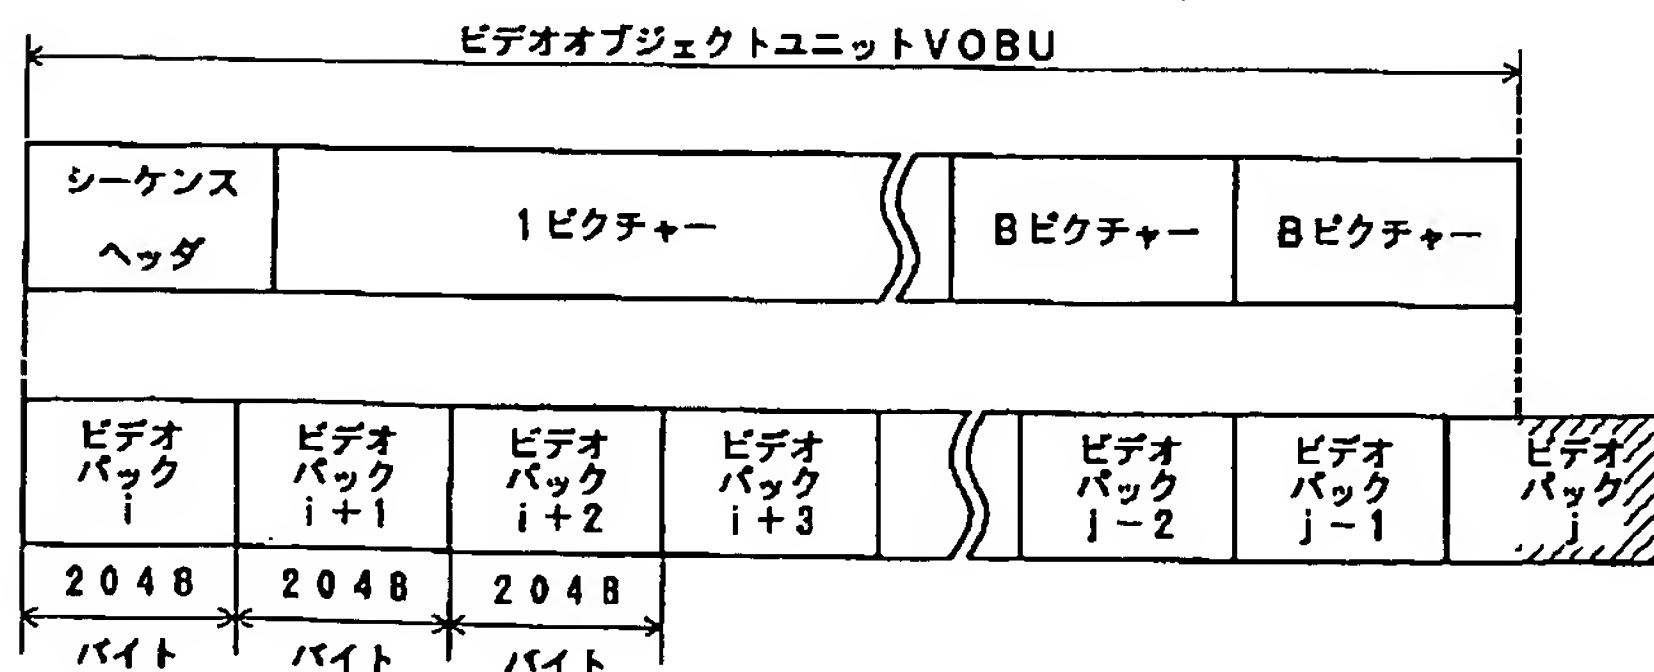 ビデオオブジェクトユニットVOBU
シーケンス
ヘッダ
1ピクチャー
Bピクチャー
Bピクチャー
ビデオ
パック
i
ビデオ
パック
i+1
ビデオ
パック
i+2
ビデオ
パック
i+3
ビデオ
パック
j-2
ビデオ
パック
j-1
ビデオ
パック
j
2048
バイト
2048
バイト
2048
バイト